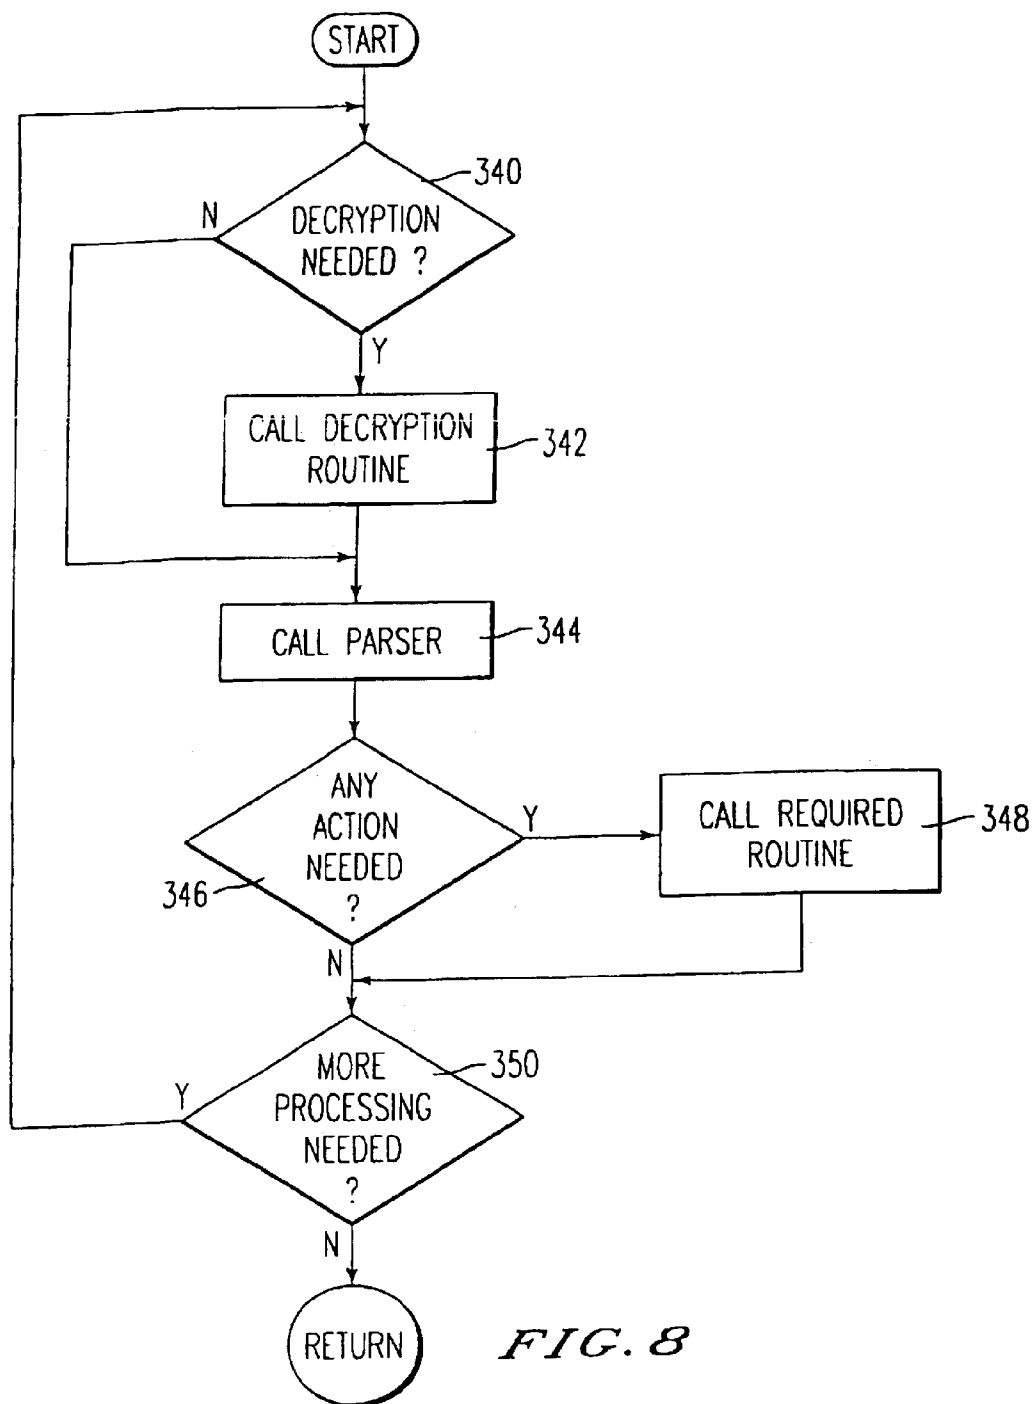 START
340
N
DECRYPTION
NEEDED ?
Y
CALL DECRYPTION
ROUTINE
342
CALL PARSER
344
ANY
ACTION
NEEDED
?
346
Y
CALL REQUIRED
ROUTINE
348
N
MORE
PROCESSING
NEEDED
?
350
Y
N
RETURN
FIG. 8